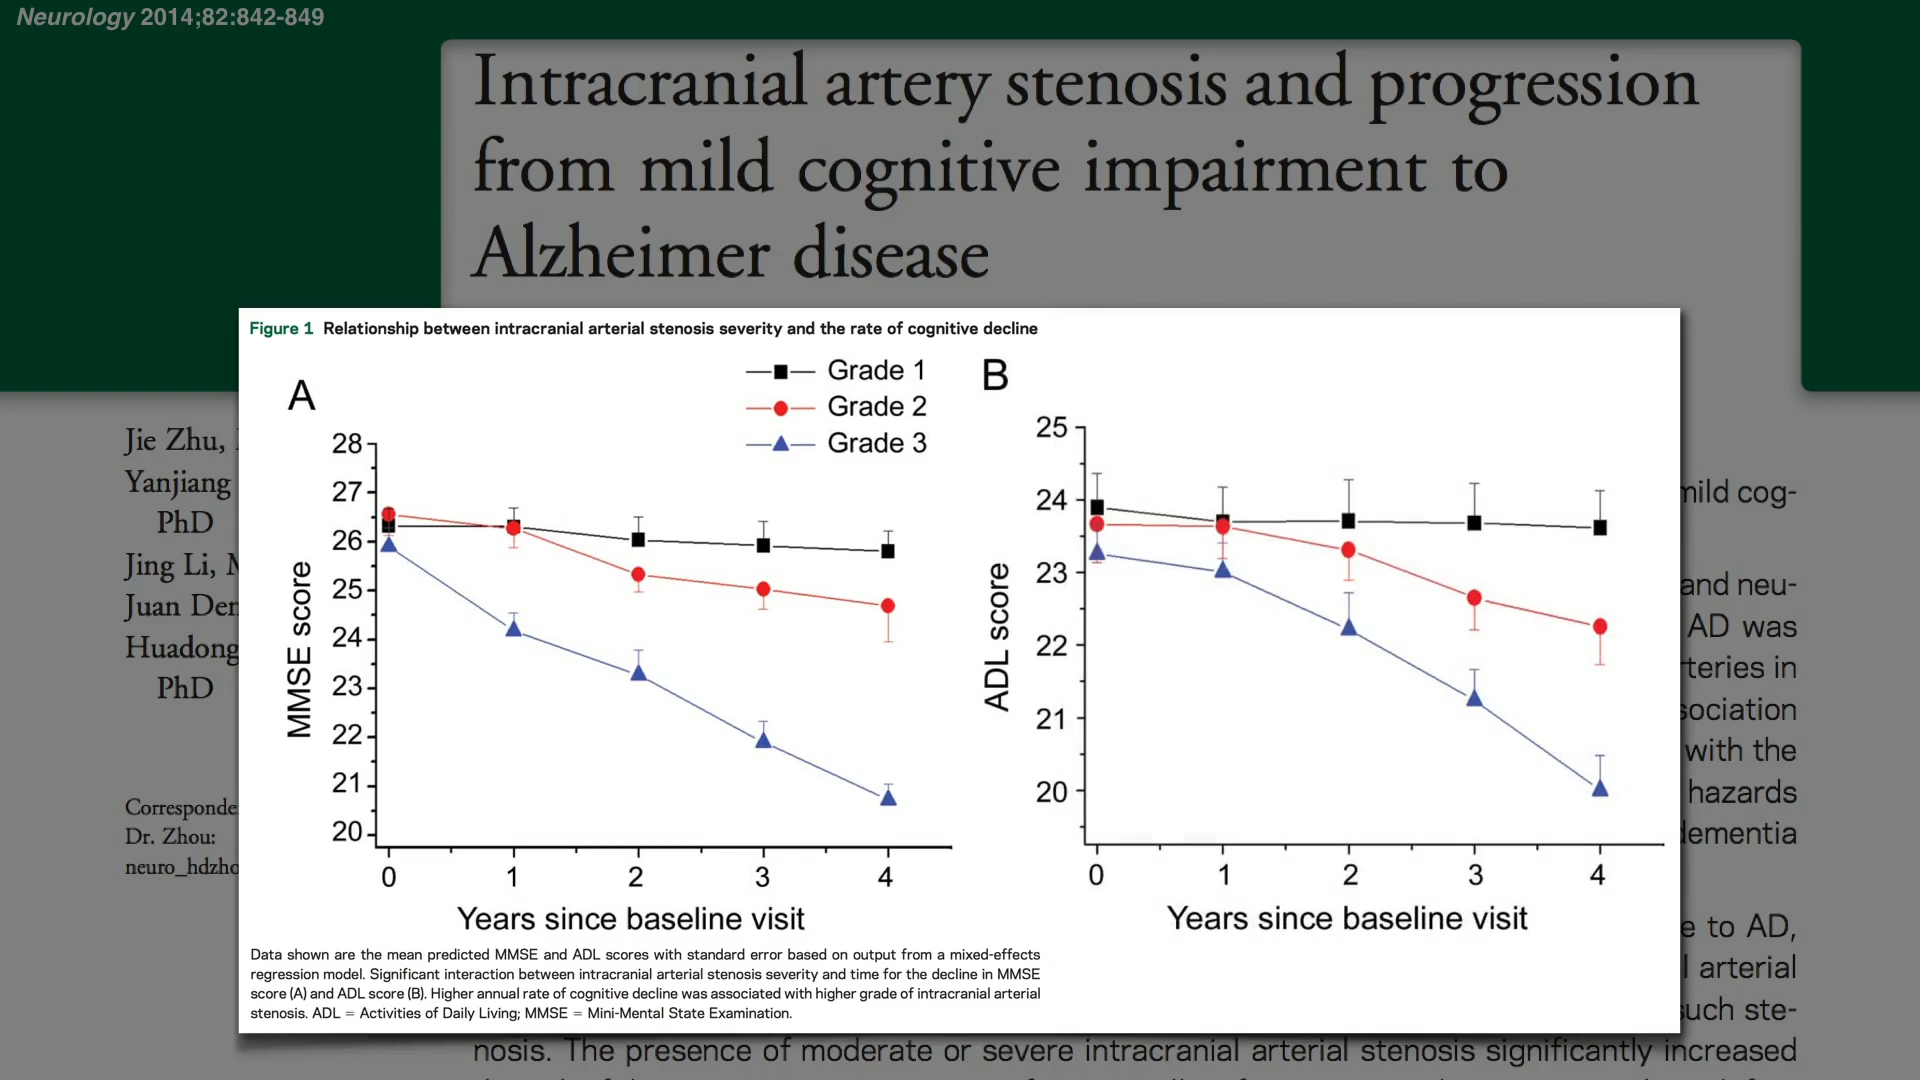 Neurology 2014;82:842-849
Intracranial artery stenosis and progression
from mild cognitive impairment to
Alzheimer disease
Jie Zhu,
Yanjiang
PhD
Jing Li,
Juan
Huadong
PhD
Dr. Zhou:
mild cog-
and neu-
AD was
in
with the
hazards
dementia
to AD,
arterial
such ste-
nosis. The presence of moderate or severe intracranial arterial stenosis significantly increased
Figure 1 Relationship between intracranial arterial stenosis severity and the rate of cognitive decline
A
Grade 1
Grade 2
Grade 3
MMSE score
28
27
26
25
24
23
22
21
20
0 1 2 3 4
Years since baseline visit
B
ADL score
25
24
23
22
21
20
0 1 2 3 4
Years since baseline visit
Data shown are the mean predicted MMSE and ADL scores with standard error based on output from a mixed-effects
regression model. Significant interaction between intracranial arterial stenosis severity and time for the decline in MMSE
score (A) and ADL score (B). Higher annual rate of cognitive decline was associated with higher grade of intracranial arterial
stenosis. ADL = Activities of Daily Living; MMSE = Mini-Mental State Examination.